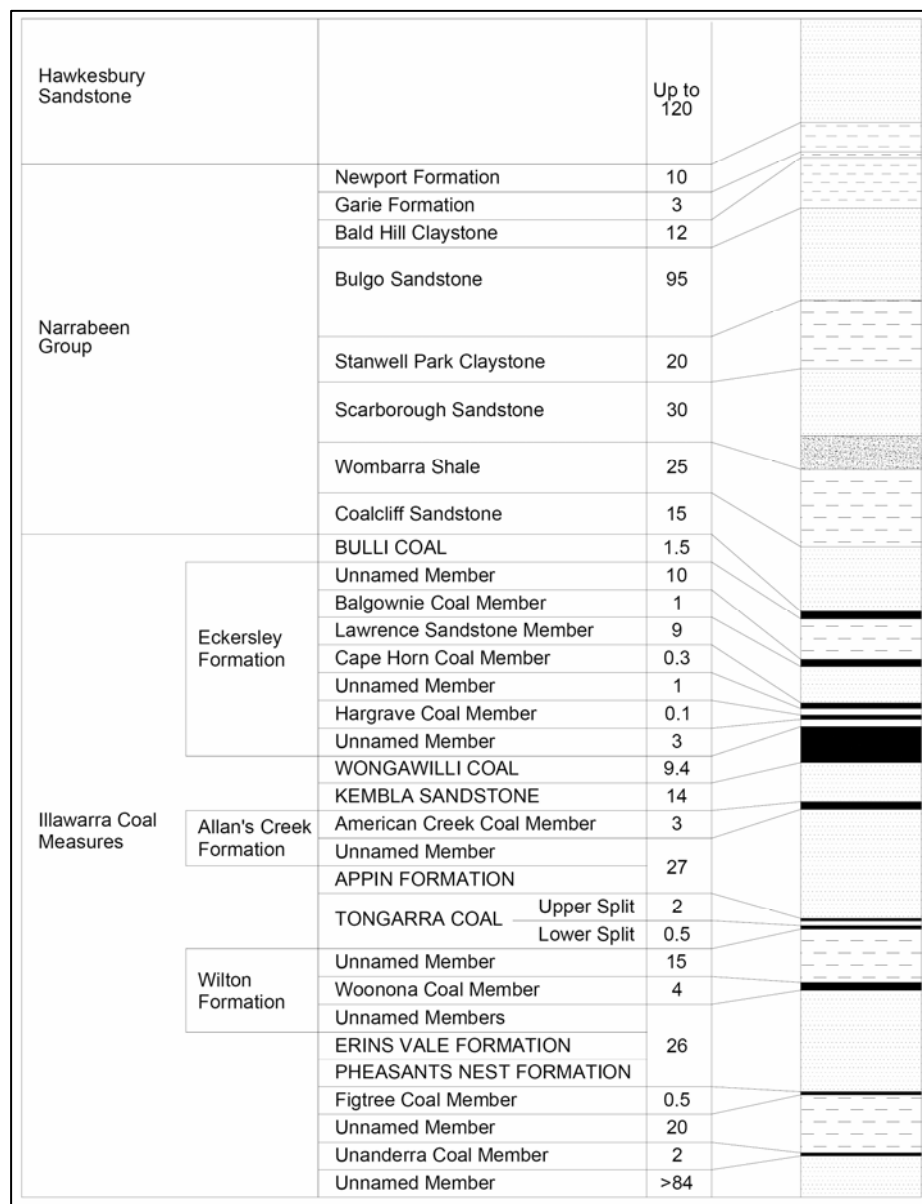 Hawkesbury
Sandstone
Up to
120
Narrabeen
Group
Newport Formation 10
Garie Formation 3
Bald Hill Claystone 12
Bulgo Sandstone 95
Stanwell Park Claystone 20
Scarborough Sandstone 30
Wombarra Shale 25
Coalcliff Sandstone 15
Illawarra Coal
Measures
BULLI COAL 1.5
Eckersley
Formation
Unnamed Member 10
Balgownie Coal Member 1
Lawrence Sandstone Member 9
Cape Horn Coal Member 0.3
Unnamed Member 1
Hargrave Coal Member 0.1
Unnamed Member 3
WONGAWILLI COAL 9.4
KEMBLA SANDSTONE 14
Allan's Creek
Formation
American Creek Coal Member 3
Unnamed Member
27
APPIN FORMATION
TONGARRA COAL
Upper Split 2
Lower Split 0.5
Wilton
Formation
Unnamed Member 15
Woonona Coal Member 4
Unnamed Members
ERINS VALE FORMATION 26
PHEASANTS NEST FORMATION
Figtree Coal Member 0.5
Unnamed Member 20
Unanderra Coal Member 2
Unnamed Member >84